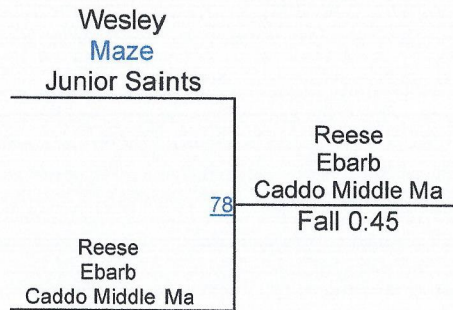 Wesley
Maze
Junior Saints
Reese
Ebarb
Caddo Middle Ma
78
Fall 0:45
Reese
Ebarb
Caddo Middle Ma